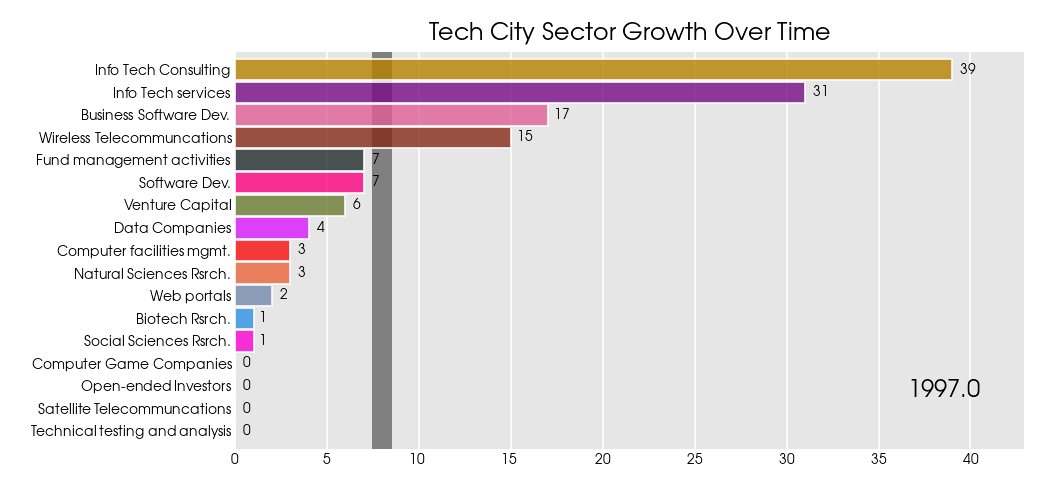 Tech City Sector Growth Over Time
Info Tech Consulting 39
Info Tech services 31
Business Software Dev. 17
Wireless Telecommuncations 15
Fund management activities 7
Software Dev. 7
Venture Capital 6
Data Companies 4
Computer facilities mgmt. 3
Natural Sciences Rsrch. 3
Web portals 2
Biotech Rsrch. 1
Social Sciences Rsrch. 1
Computer Game Companies 0
Open-ended Investors 0
1997.0
Satellite Telecommuncations 0
Technical testing and analysis 0
0 5 10 15 20 25 30 35 40